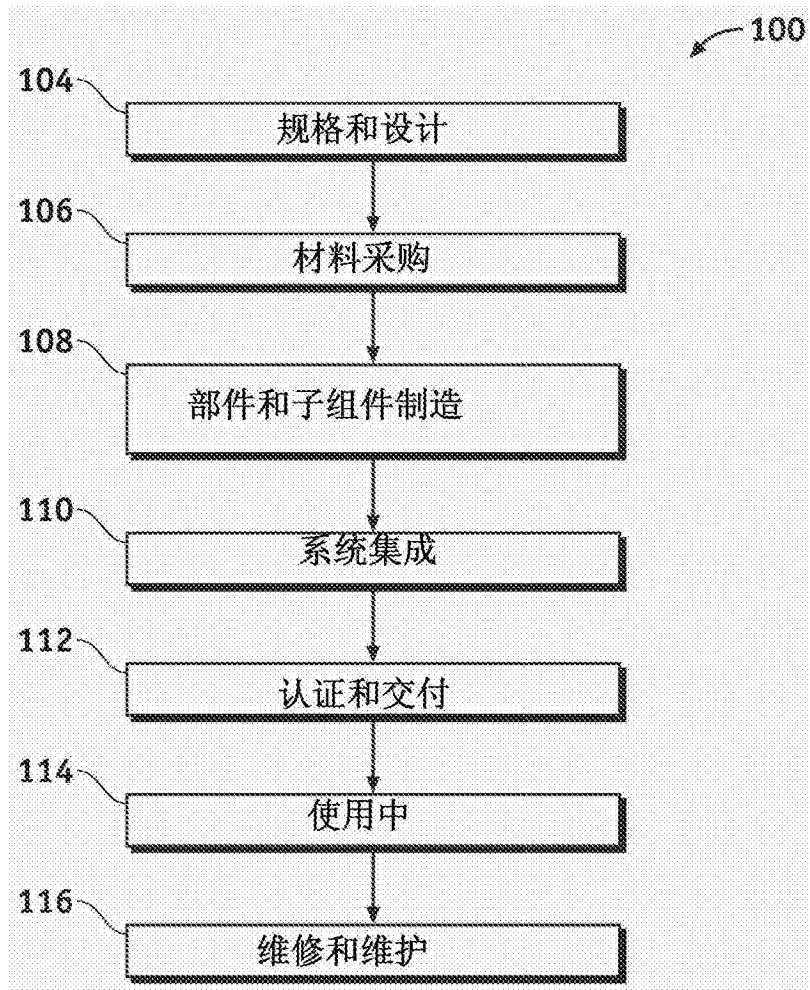 100
104
规格和设计
106
材料采购
108
部件和子组件制造
110
系统集成
112
认证和交付
114
使用中
116
维修和维护